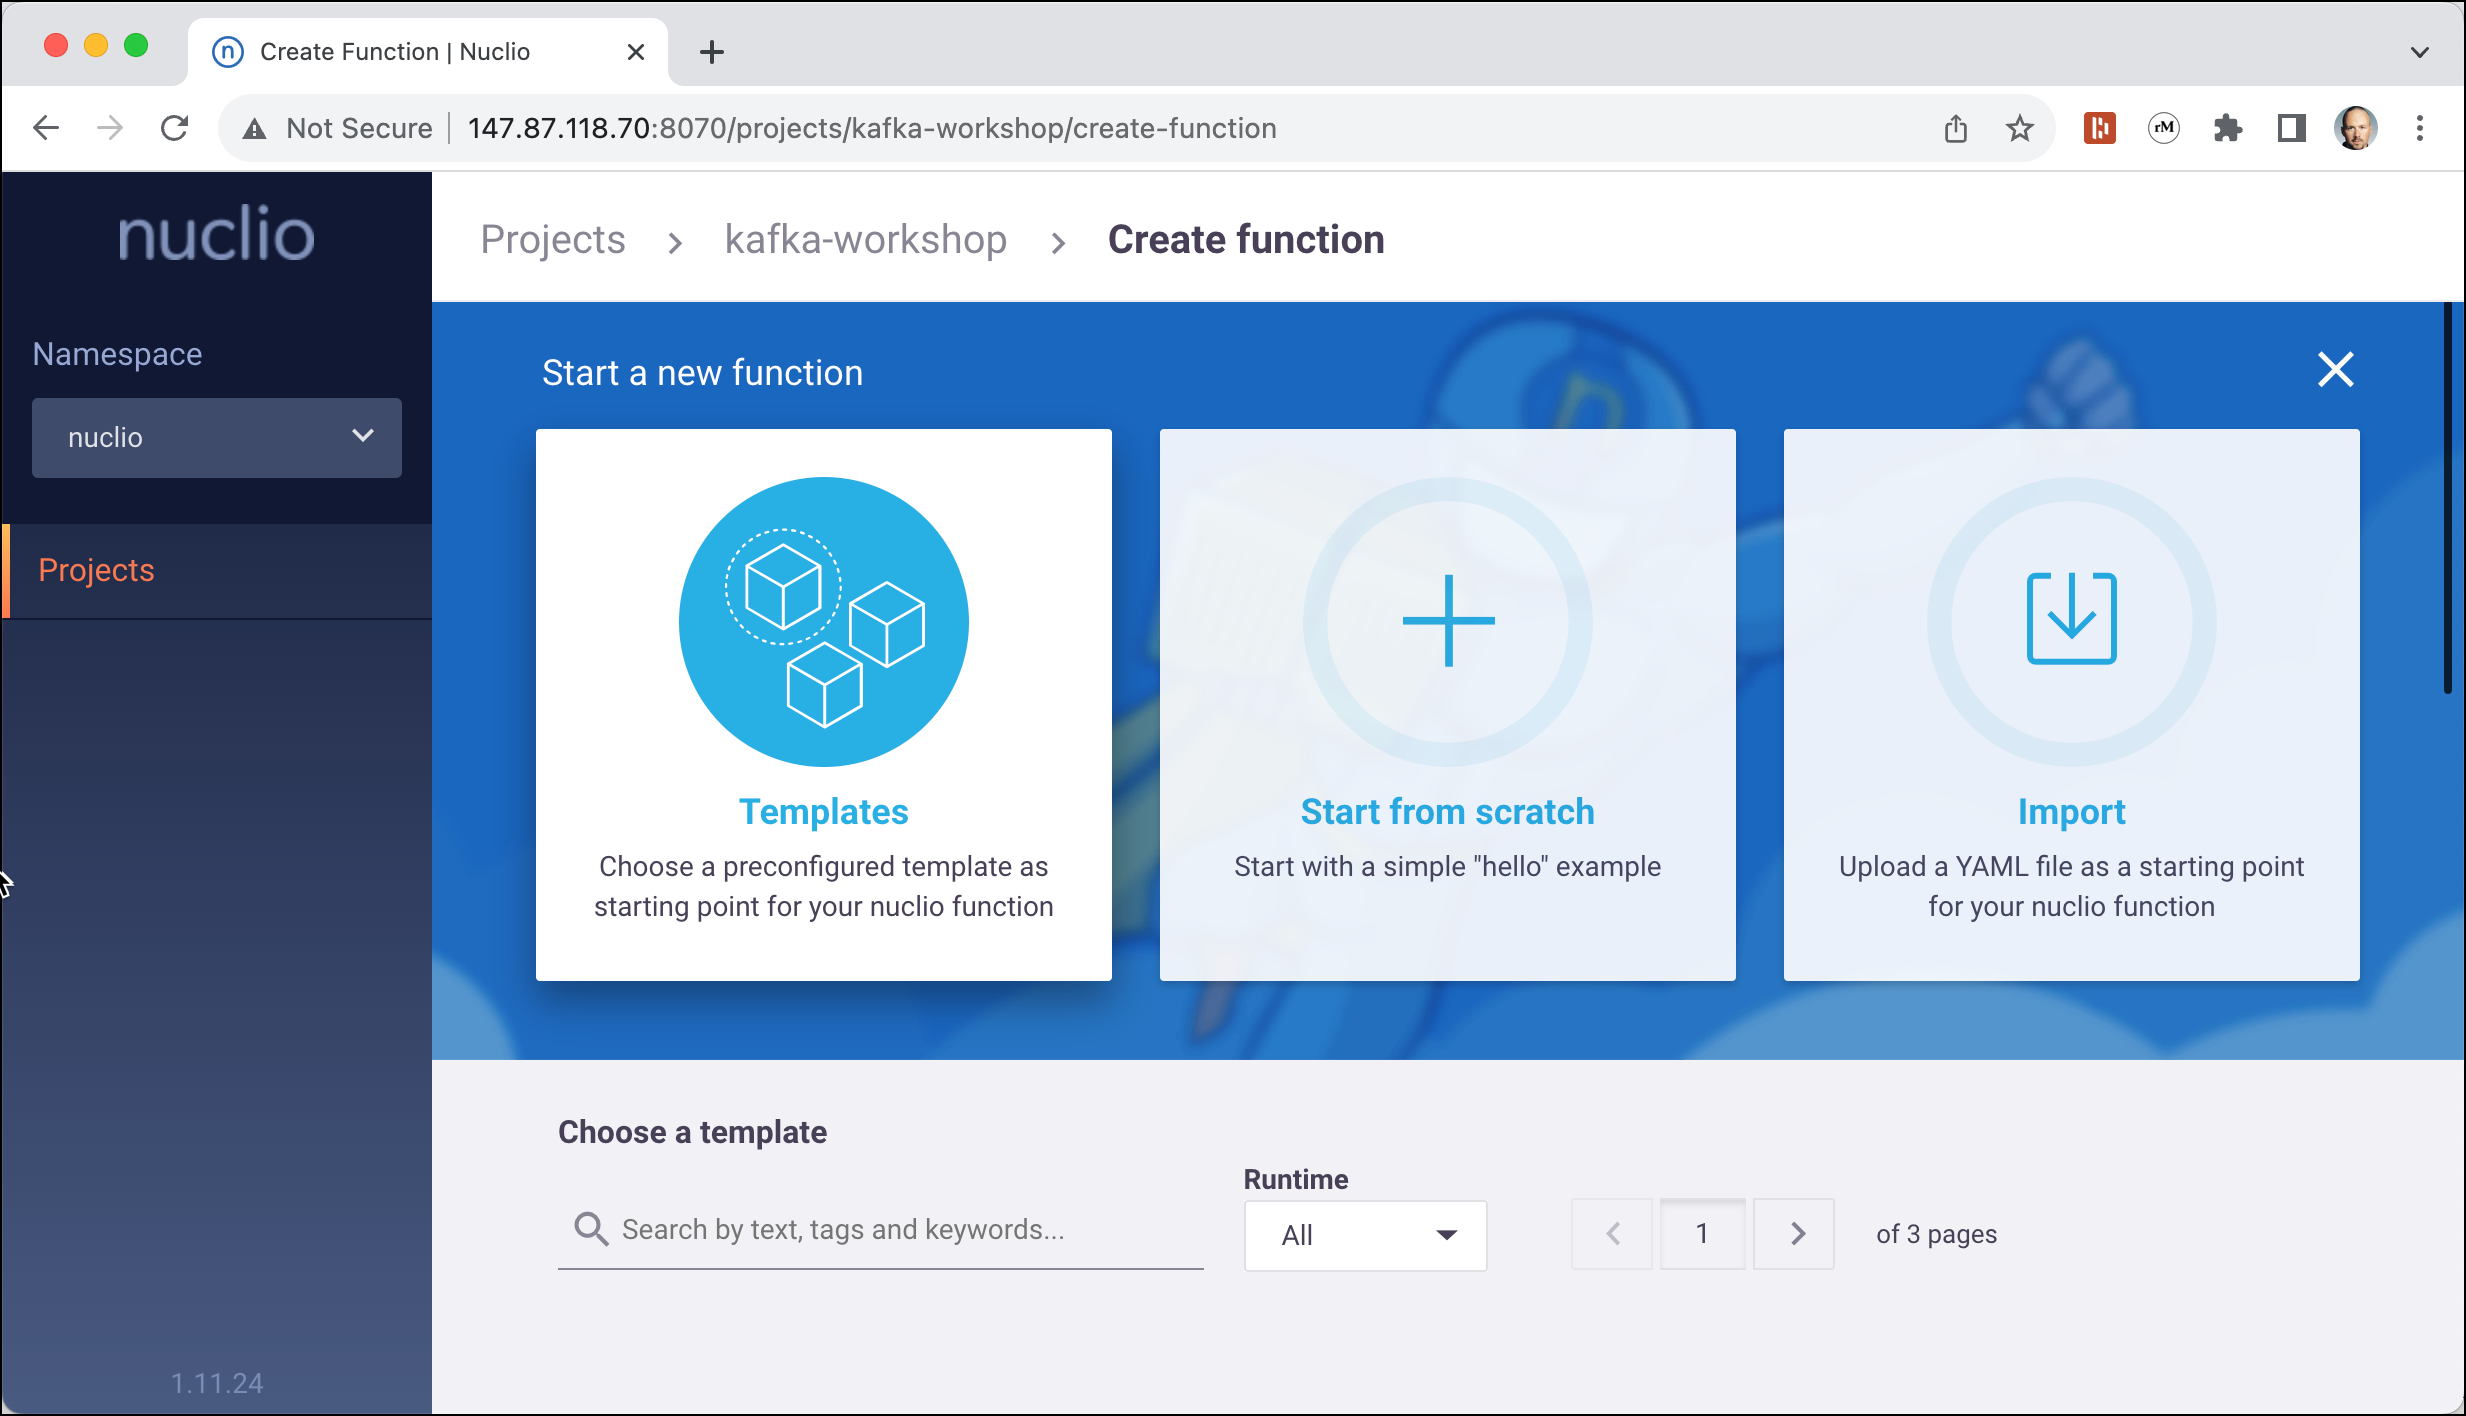 Create Function | Nuclio
Not Secure
147.87.118.70:8070/projects/kafka-workshop/create-function
rM
nuclio
Projects
kafka-workshop
Create function
Namespace
nuclio
Projects
Start a new function
n
Templates
Choose a preconfigured template as
starting point for your nuclio function
Start from scratch
Start with a simple "hello" example
Import
Upload a YAML file as a starting point
for your nuclio function
Choose a template
Search by text, tags and keywords...
Runtime
All
1
of 3 pages
1.11.24